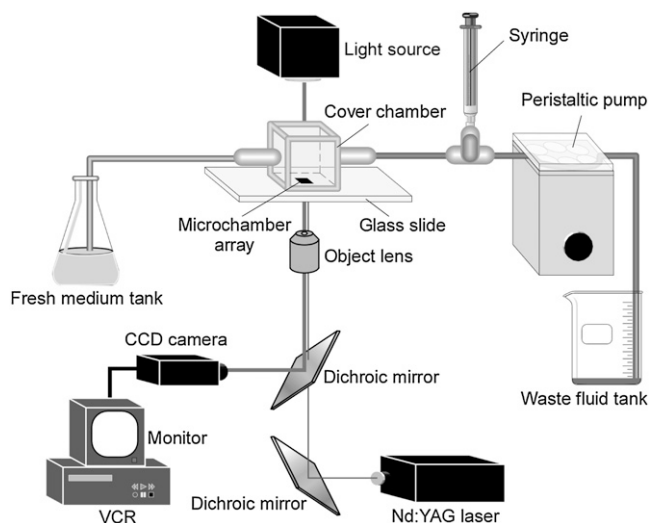 Light source
Syringe
Peristaltic pump
Cover chamber
Microchamber
array
Glass slide
Object lens
Fresh medium tank
CCD camera
Dichroic mirror
Waste fluid tank
Monitor
Dichroic mirror
VCR
Nd:YAG laser